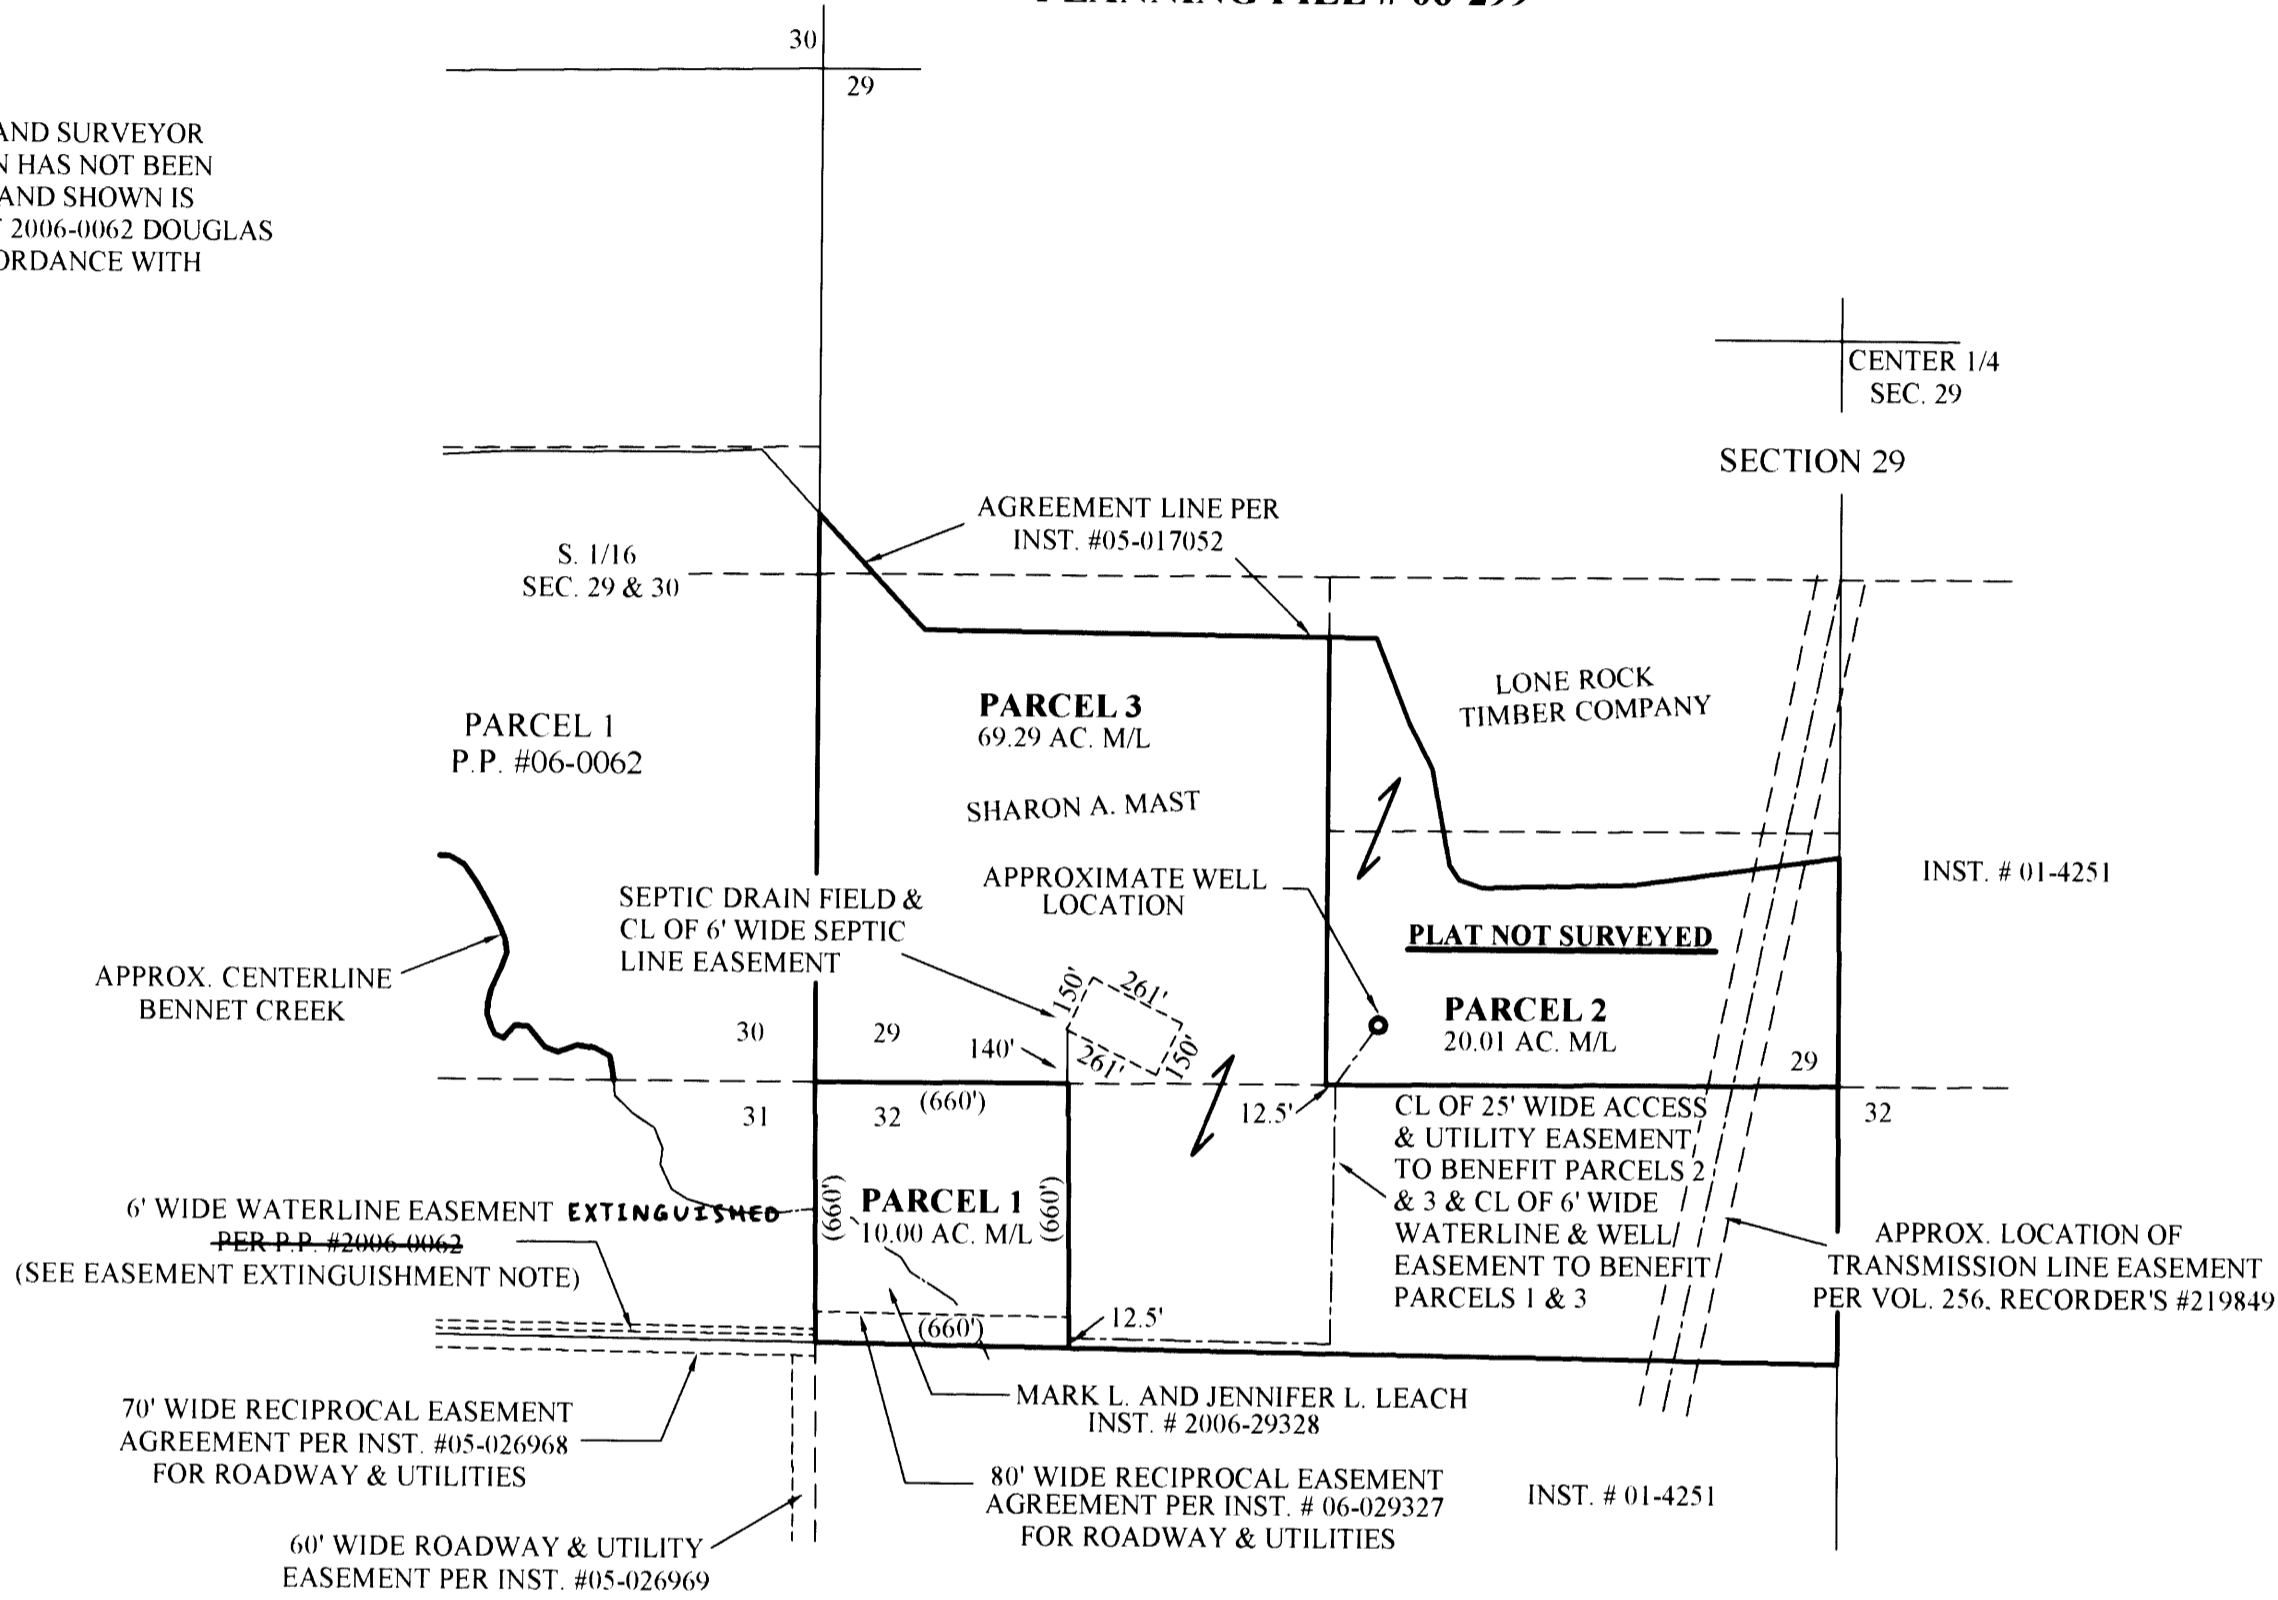 30
29
AND SURVEYOR
N HAS NOT BEEN
AND SHOWN IS
2006-0062 DOUGLAS
ORDANCE WITH
CENTER 1/4
SEC. 29
SECTION 29
AGREEMENT LINE PER
INST. #05-017052
S. 1/16
SEC. 29 & 30
LONE ROCK
TIMBER COMPANY
PARCEL 3
69.29 AC. M/L
PARCEL 1
P.P. #06-0062
SHARON A. MAST
INST. # 01-4251
APPROXIMATE WELL
LOCATION
SEPTIC DRAIN FIELD &
CL OF 6' WIDE SEPTIC
LINE EASEMENT
PLAT NOT SURVEYED
APPROX. CENTERLINE
BENNET CREEK
150'
261'
261'
150'
140'
PARCEL 2
20.01 AC. M/L
30
29
29
31
32
(660')
12.5'
32
CL OF 25' WIDE ACCESS
& UTILITY EASEMENT
TO BENEFIT PARCELS 2
& 3 & CL OF 6' WIDE
WATERLINE & WELL
EASEMENT TO BENEFIT
PARCELS 1 & 3
(660')
PARCEL 1
10.00 AC. M/L
(660')
6' WIDE WATERLINE EASEMENT EXTINGUISHED
PER P.P. #2006-0062
(SEE EASEMENT EXTINGUISHMENT NOTE)
APPROX. LOCATION OF
TRANSMISSION LINE EASEMENT
PER VOL. 256, RECORDER'S #219849
(660')
12.5'
70' WIDE RECIPROCAL EASEMENT
AGREEMENT PER INST. #05-026968
FOR ROADWAY & UTILITIES
MARK L. AND JENNIFER L. LEACH
INST. # 2006-29328
80' WIDE RECIPROCAL EASEMENT
AGREEMENT PER INST. # 06-029327
FOR ROADWAY & UTILITIES
INST. # 01-4251
60' WIDE ROADWAY & UTILITY
EASEMENT PER INST. #05-026969